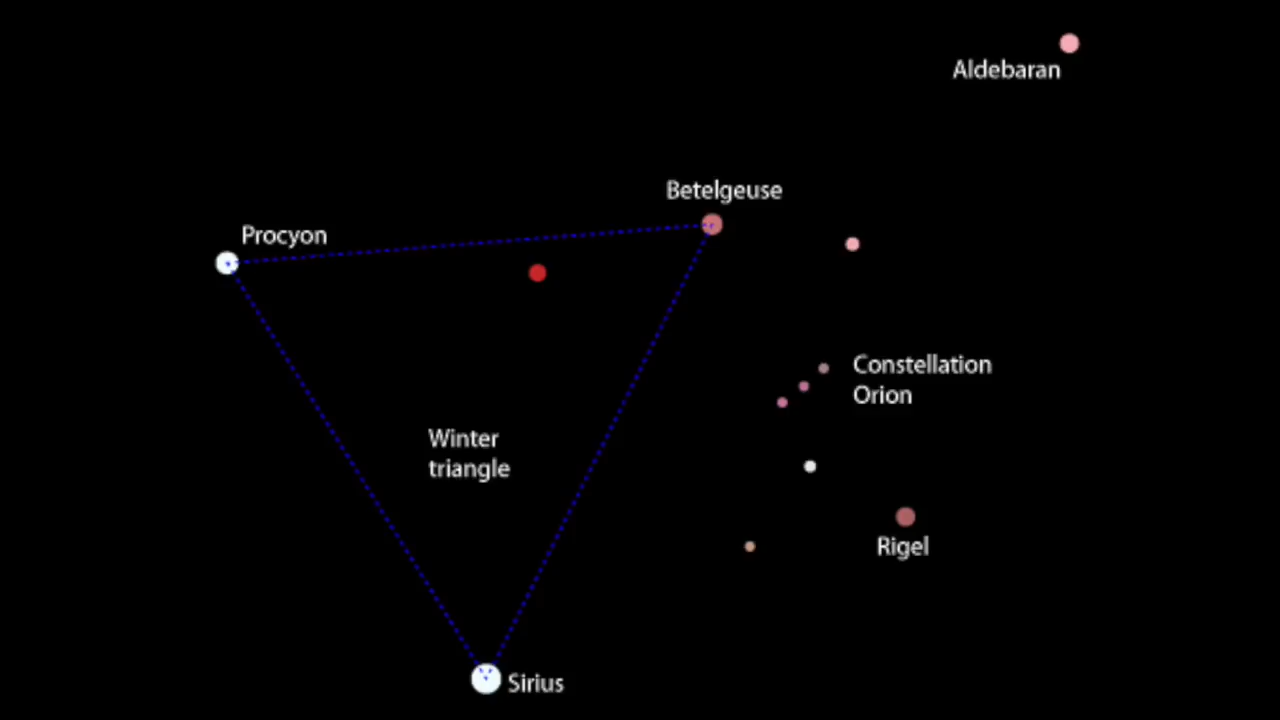 Aldebaran
Betelgeuse
Procyon
Constellation
Orion
Winter
triangle
Rigel
Sirius